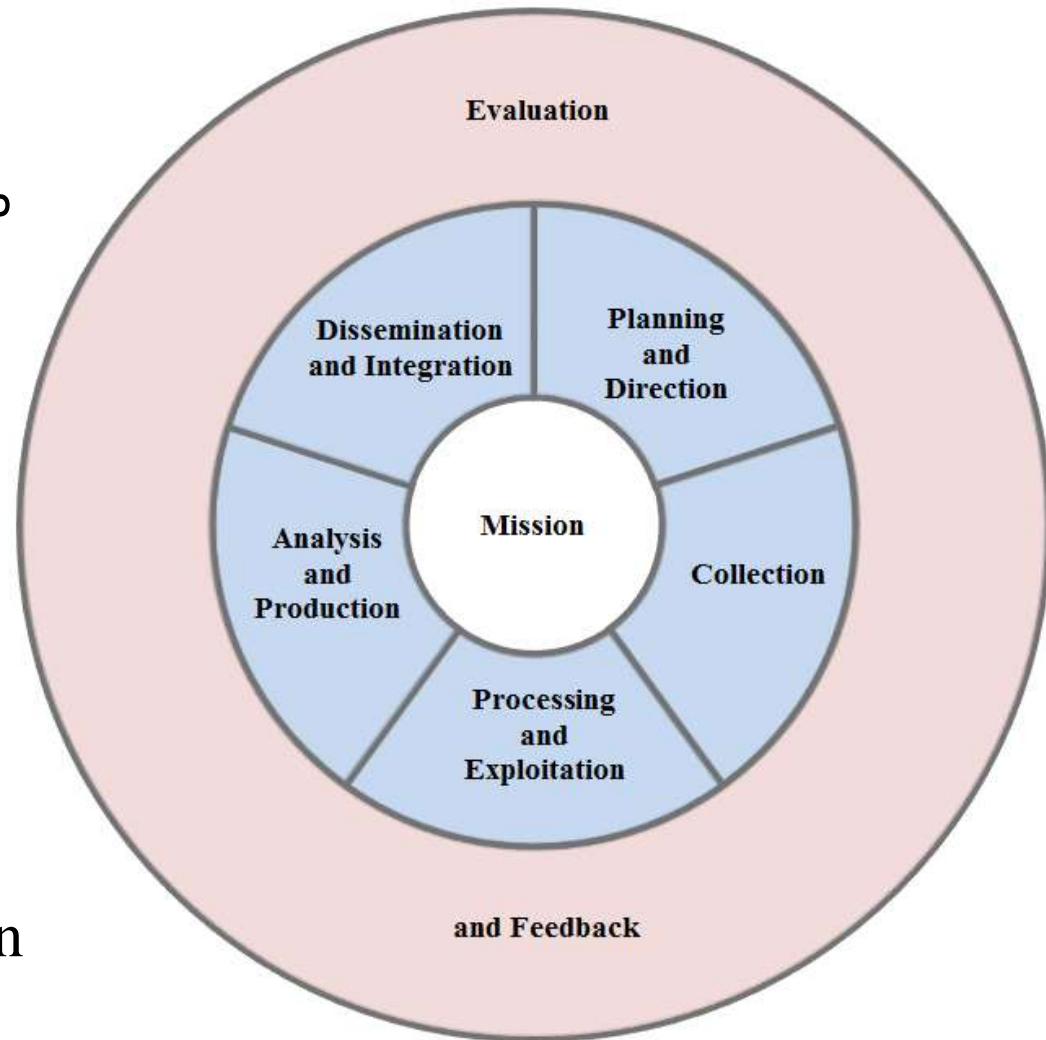 Evaluation
Dissemination
and Integration
Planning
and
Direction
Mission
Analysis
and
Production
Collection
Processing
and
Exploitation
and Feedback
n